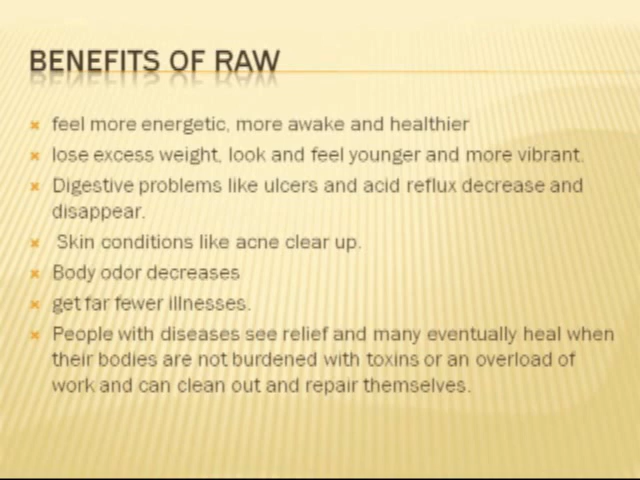 BENEFITS OF RAW
feel more energetic, more awake and healthier
lose excess weight, look and feel younger and more vibrant.
Digestive problems like ulcers and acid reflux decrease and
disappear.
Skin conditions like acne clear up.
Body odor decreases
get far fewer illnesses.
People with diseases see relief and many eventually heal when
their bodies are not burdened with toxins or an overload of
work and can clean out and repair themselves.